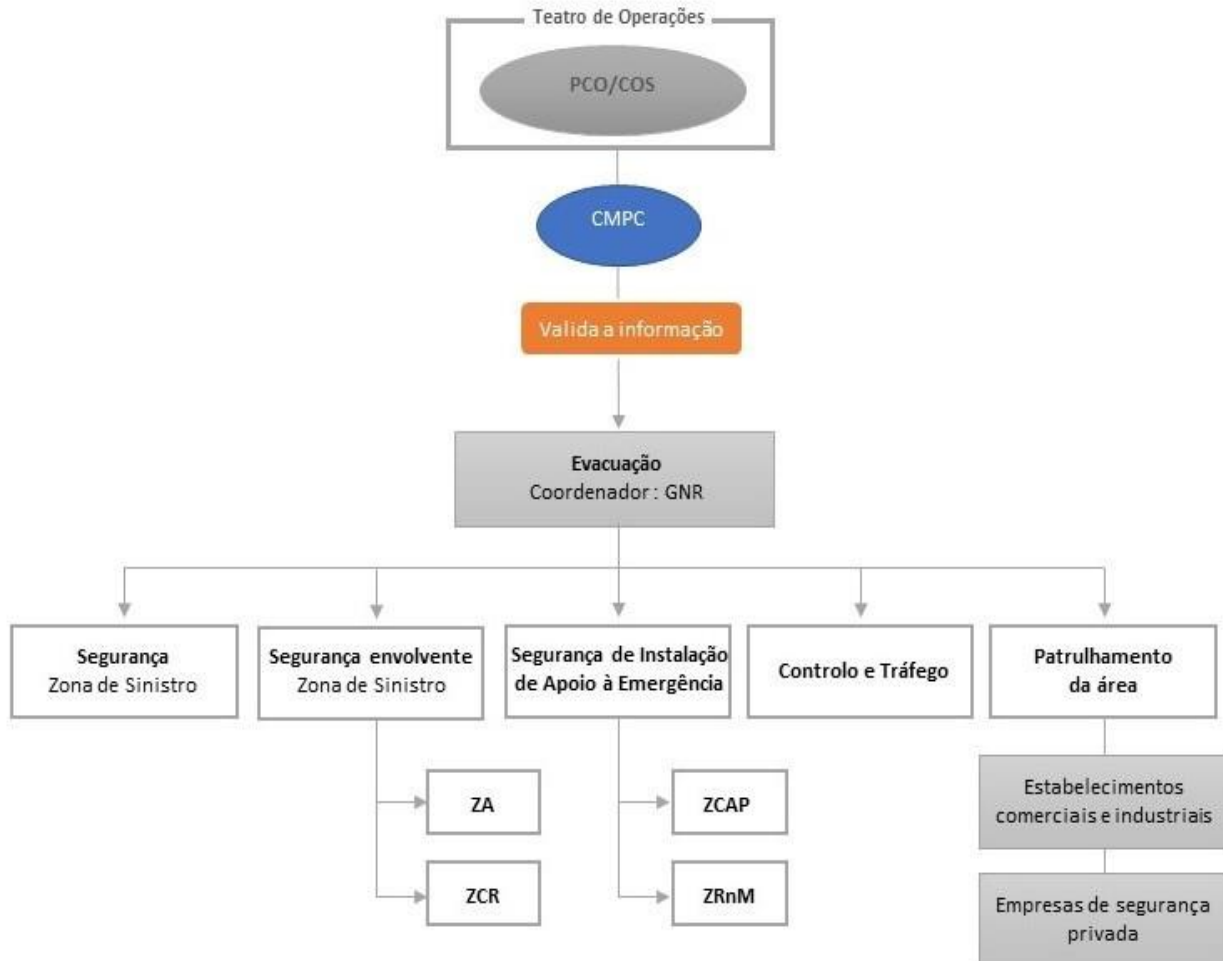 Teatro de Operações
PCO/COS
CMPC
Valida a informação
Evacuação
Coordenador : GNR
Segurança
Zona de Sinistro
Segurança envolvente
Zona de Sinistro
Segurança de Instalação
de Apoio à Emergência
Controlo e Tráfego
Patrulhamento
da área
ZA
ZCR
ZCAP
ZRnM
Estabelecimentos
comerciais e industriais
Empresas de segurança
privada